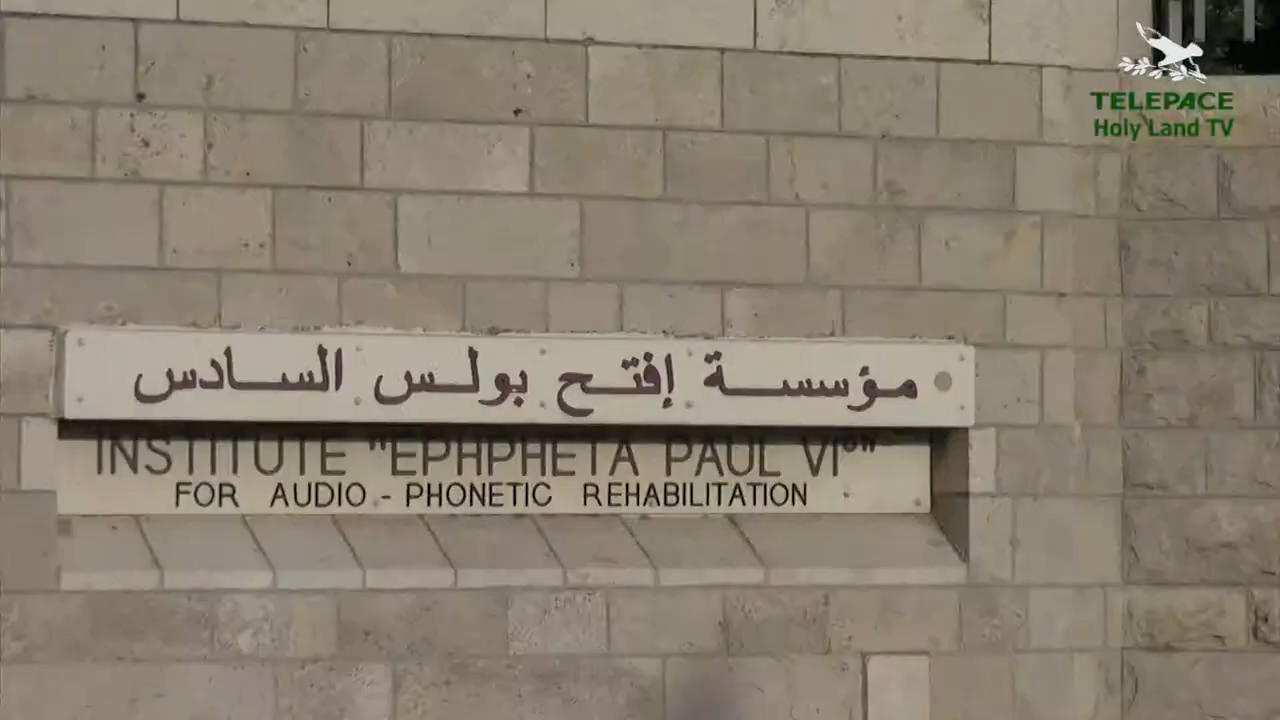 TELEPACE
Holy Land TV
مؤسسة إفتح بولس السادس
INSTITUTE "EPHPHETA PAUL VI°"
FOR AUDIO - PHONETIC REHABILITATION